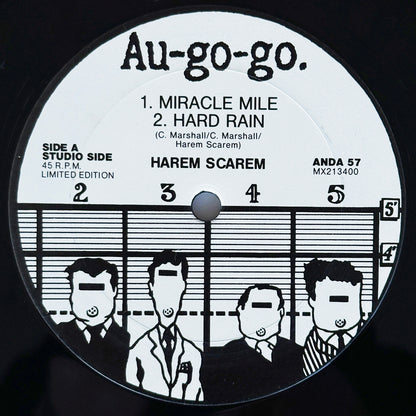 Au-go-go.
1. MIRACLE MILE
2. HARD RAIN
(C. Marshall/C. Marshall/
Harem Scarem)
SIDE A
STUDIO SIDE
45 R.P.M.
LIMITED EDITION
HAREM SCAREM
ANDA 57
MX213400
2 3 4 5
5'
4'